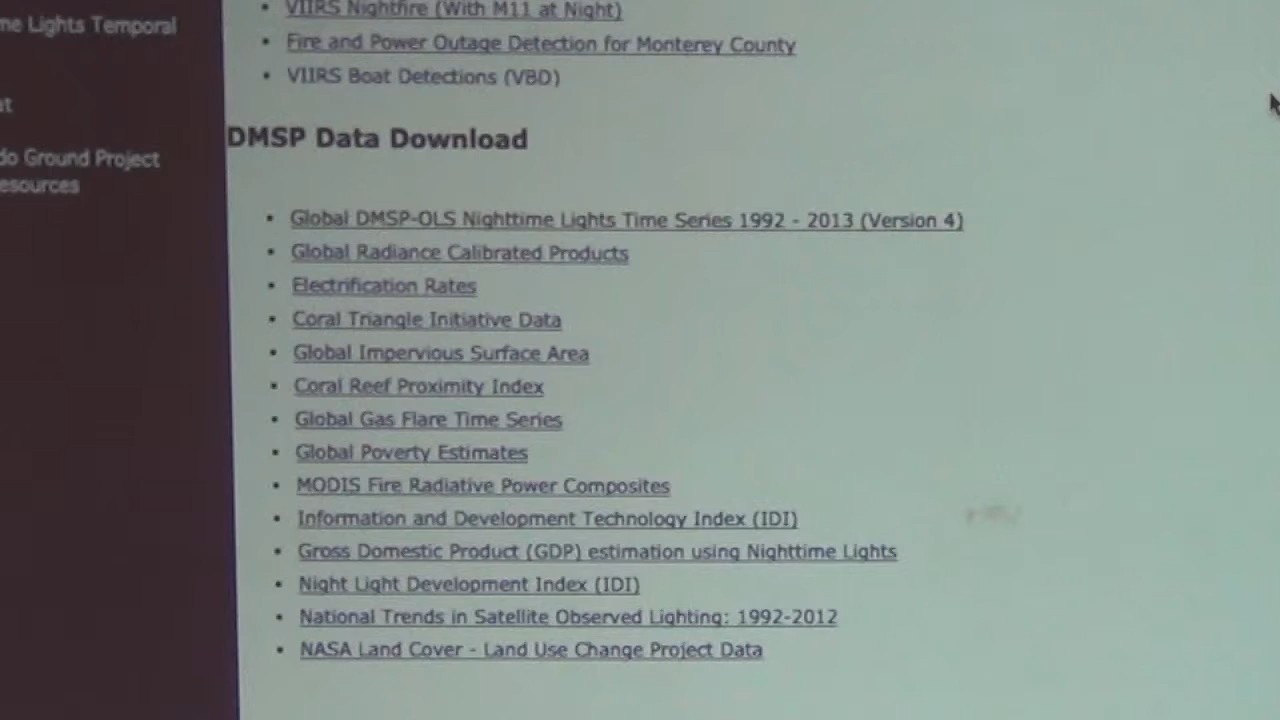 me Lights Temporal
at
do Ground Project
esources
VIIRS Nightfire (With M11 at Night)
Fire and Power Outage Detection for Monterey County
VIIRS Boat Detections (VBD)
DMSP Data Download
Global DMSP-OLS Nighttime Lights Time Series 1992 - 2013 (Version 4)
Global Radiance Calibrated Products
Electrification Rates
Coral Triangle Initiative Data
Global Impervious Surface Area
Coral Reef Proximity Index
Global Gas Flare Time Series
Global Poverty Estimates
MODIS Fire Radiative Power Composites
Information and Development Technology Index (IDI)
Gross Domestic Product (GDP) estimation using Nighttime Lights
Night Light Development Index (IDI)
National Trends in Satellite Observed Lighting: 1992-2012
NASA Land Cover - Land Use Change Project Data